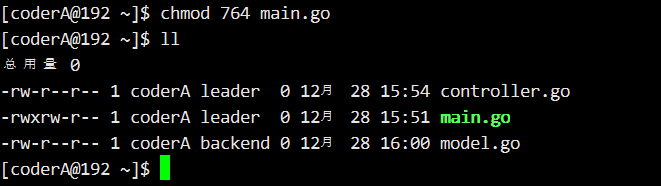 [coderA@192 ~]$ chmod 764 main.go
[coderA@192 ~]$ ll
总用量 0
-rw-r--r-- 1 coderA leader  0 12月  28 15:54 controller.go
-rwxrw-r-- 1 coderA leader  0 12月  28 15:51 main.go
-rw-r--r-- 1 coderA backend 0 12月  28 16:00 model.go
[coderA@192 ~]$